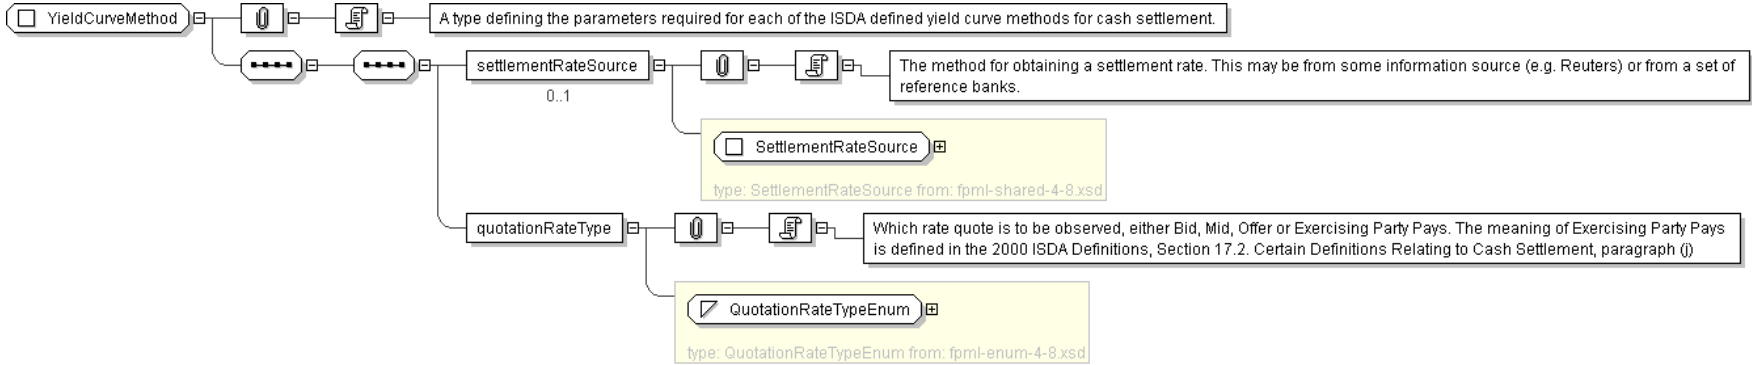 YieldCurveMethod
A type defining the parameters required for each of the ISDA defined yield curve methods for cash settlement.
settlementRateSource
0..1
The method for obtaining a settlement rate. This may be from some information source (e.g. Reuters) or from a set of
reference banks.
SettlementRateSource
type: SettlementRateSource from: fpml-shared-4-8.xsd
quotationRateType
Which rate quote is to be observed, either Bid, Mid, Offer or Exercising Party Pays. The meaning of Exercising Party Pays
is defined in the 2000 ISDA Definitions, Section 17.2. Certain Definitions Relating to Cash Settlement, paragraph (j)
QuotationRateTypeEnum
type: QuotationRateTypeEnum from: fpml-enum-4-8.xsd